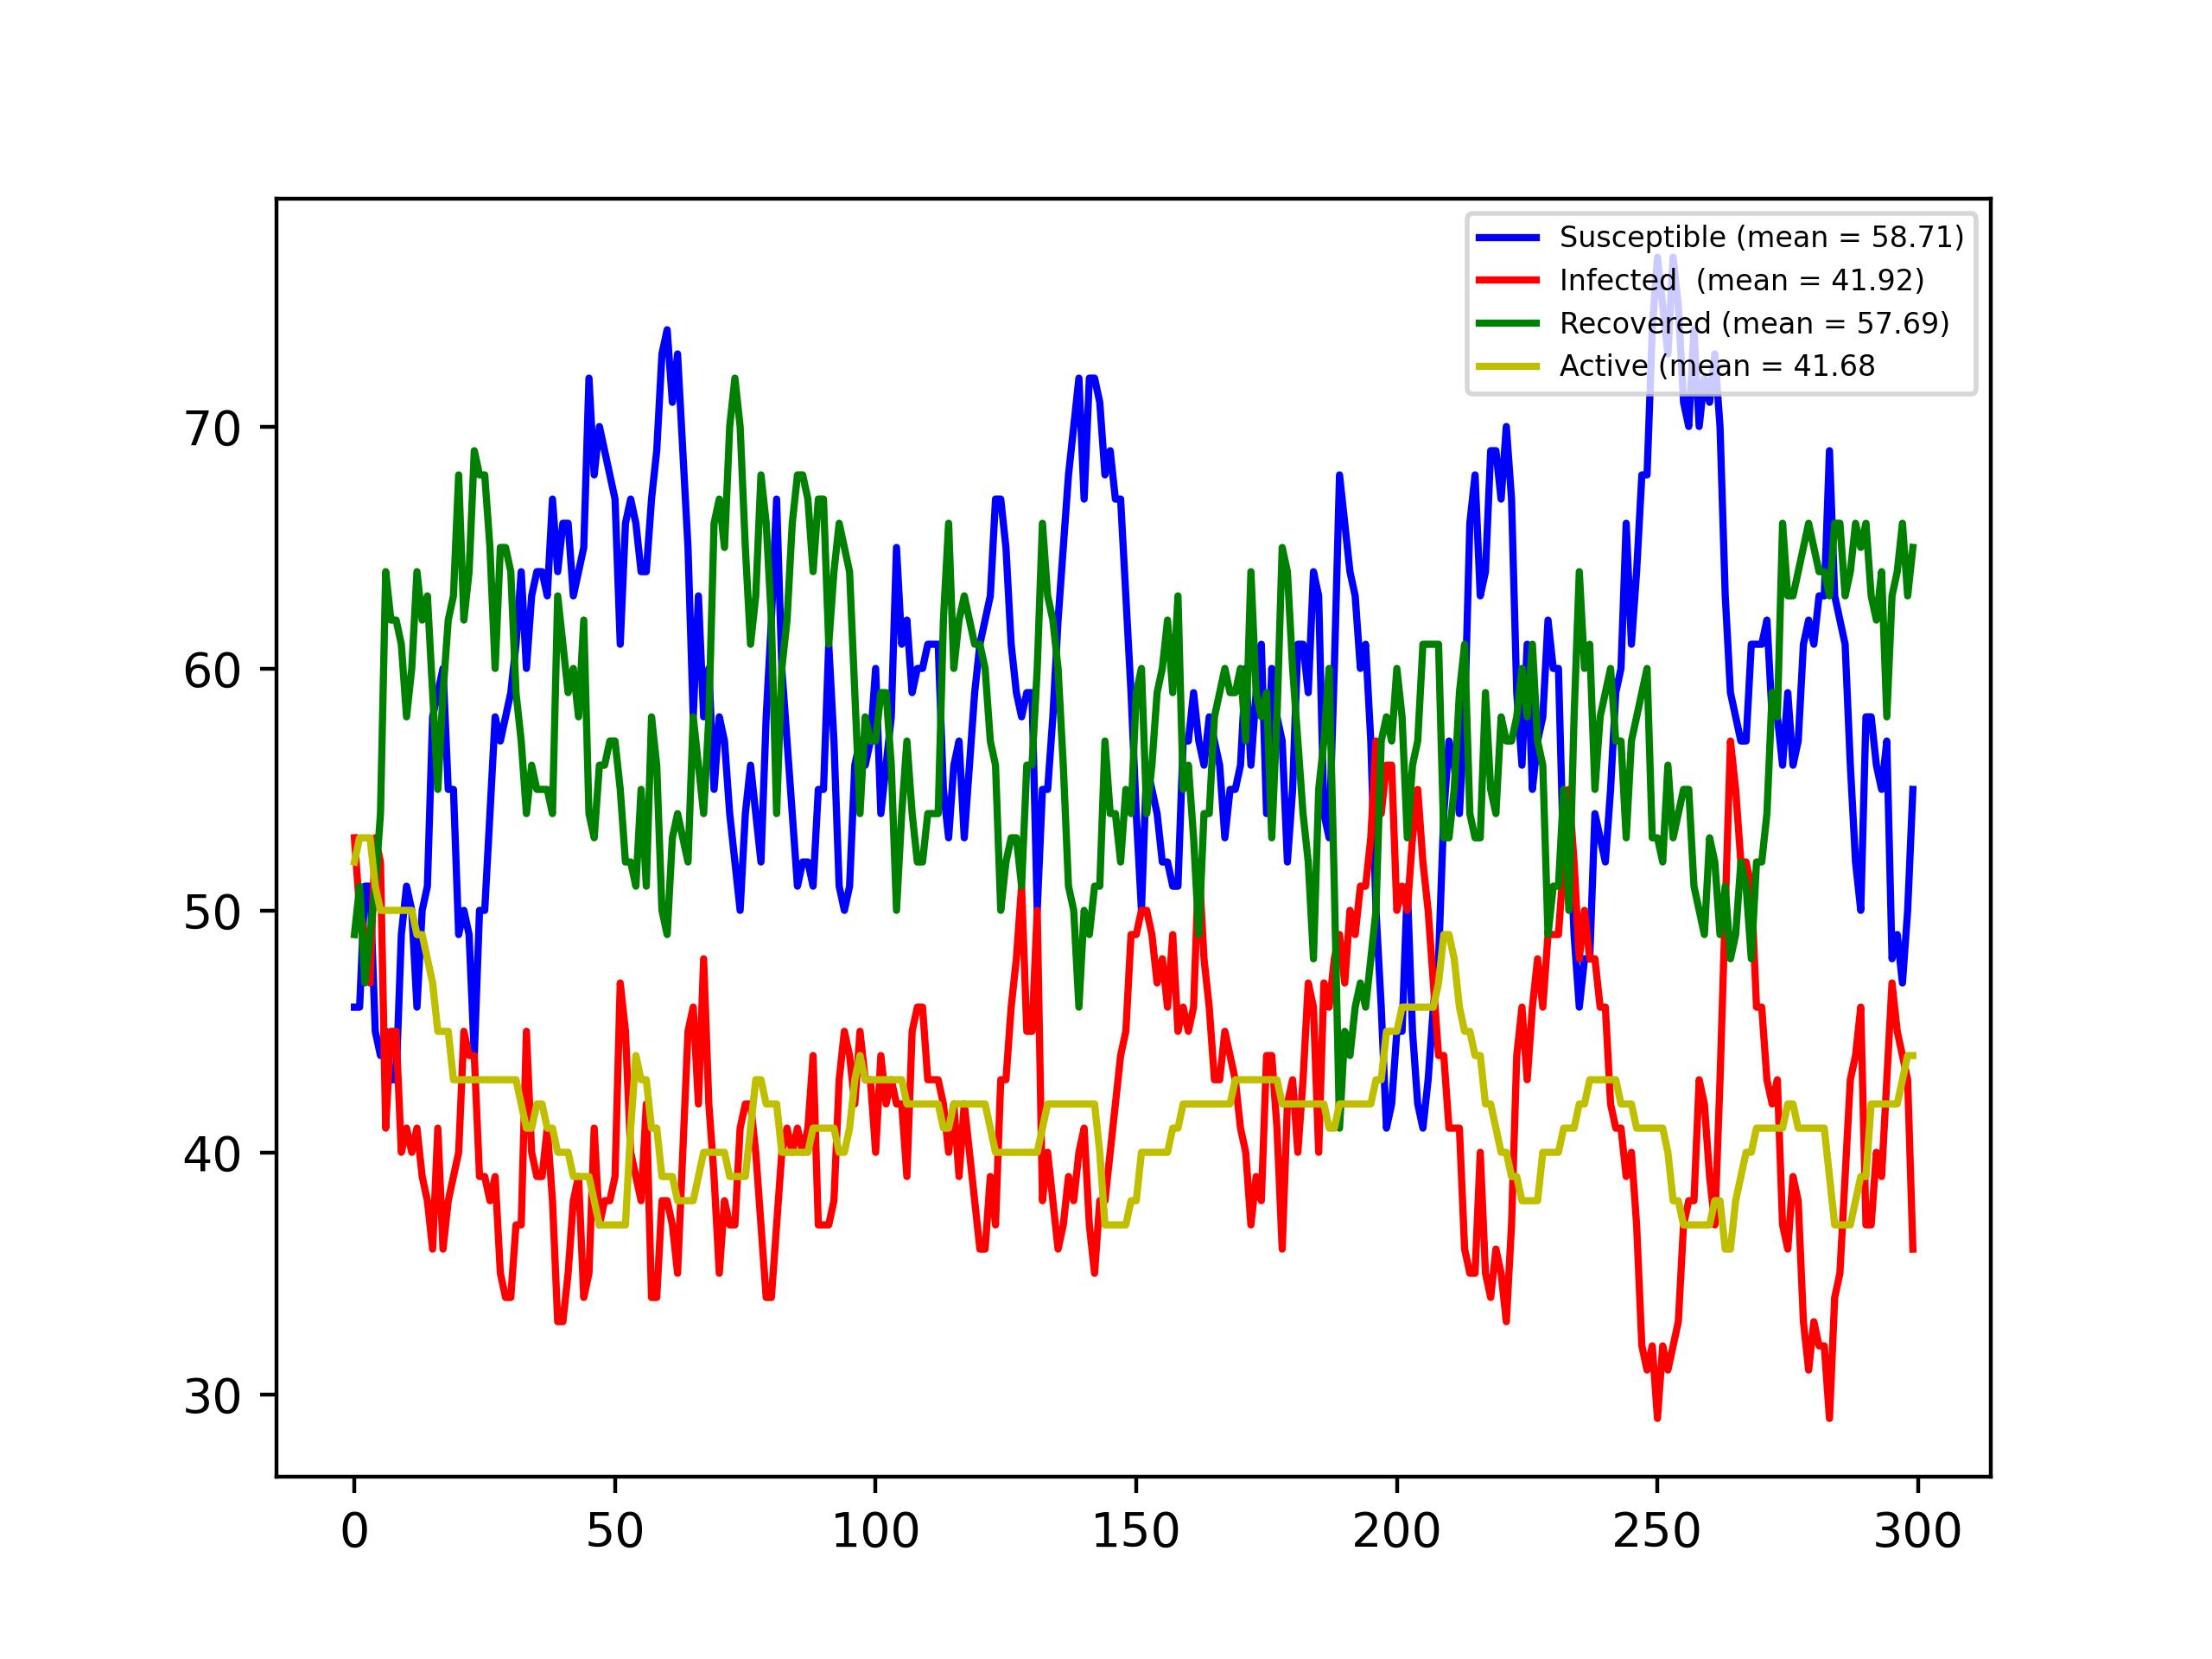 Susceptible (mean = 58.71)
Infected  (mean = 41.92)
Recovered (mean = 57.69)
Active (mean = 41.68
70
60
50
40
30
0 50 100 150 200 250 300